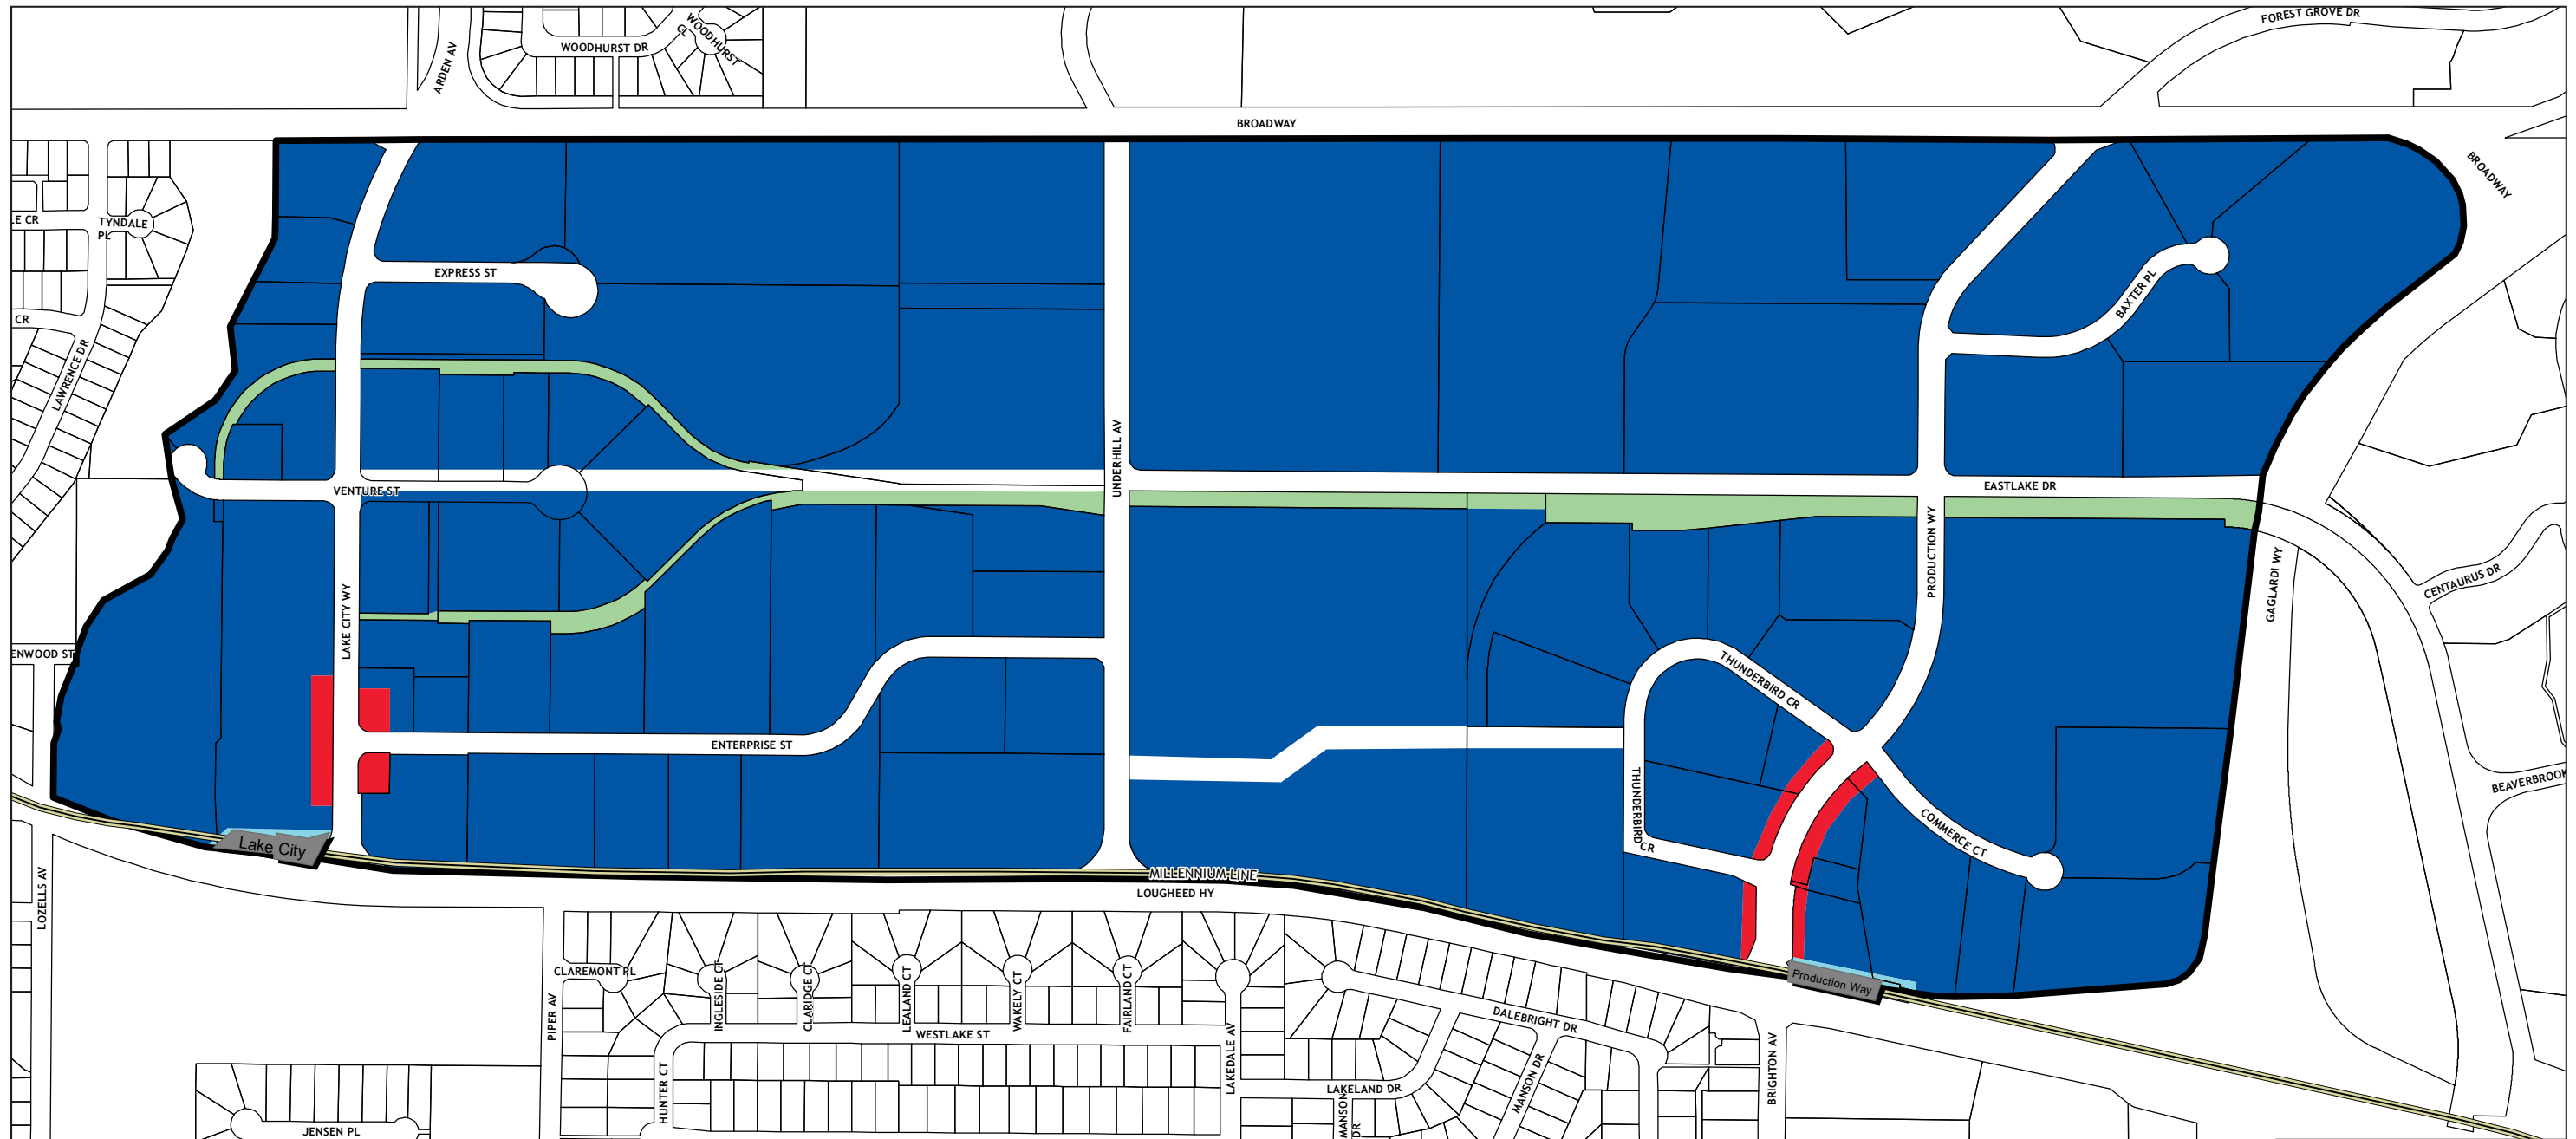 FOREST GROVE DR
WOODHURST
CL
WOODHURST DR
ARDEN AV
BROADWAY
BROADWAY
E CR
TYNDALE
PL
EXPRESS ST
BAXTER PL
CR
LAWRENCE DR
UNDERHILL AV
VENTURE ST
EASTLAKE DR
PRODUCTION WY
GAGLARDI WY
CENTAURUS DR
LAKE CITY WY
ENWOOD ST
THUNDERBIRD CR
ENTERPRISE ST
THUNDERBIRD
CR
COMMERCE CT
BEAVERBROOK
Lake City
MILLENNIUM LINE
LOUGHEED HY
LOZELLS AV
CLAREMONT PL
INGLESIDE CT
CLARIDGE CT
LEALAND CT
WAKELY CT
FAIRLAND CT
Production Way
PIPER AV
WESTLAKE ST
DALEBRIGHT DR
LAKEDALE AV
BRIGHTON AV
HUNTER CT
LAKELAND DR
MANSON DR
MANSON
DR
JENSEN PL